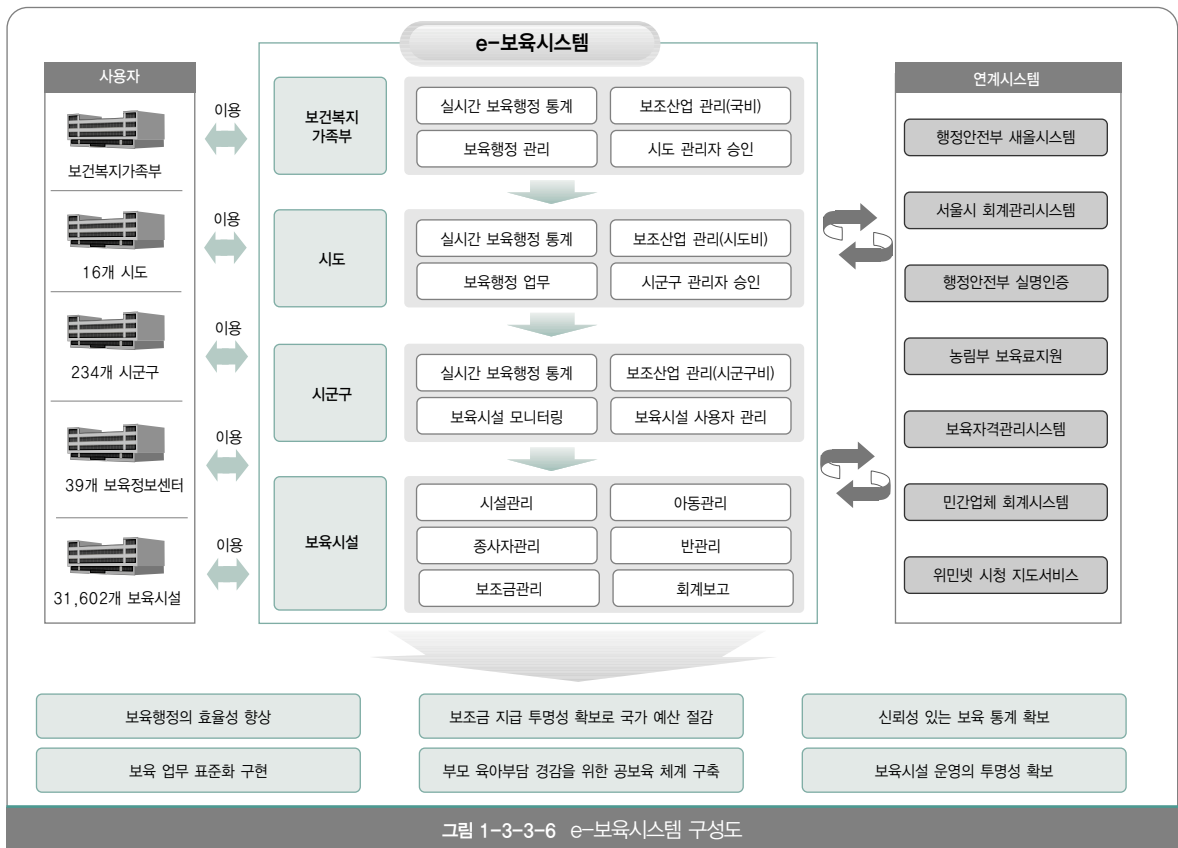 e-보육시스템
사용자
보건복지가족부
16개 시도
234개 시군구
39개 보육정보센터
31,602개 보육시설
이용
이용
이용
이용
이용
보건복지
가족부
실시간 보육행정 통계
보조산업 관리(국비)
보육행정 관리
시도 관리자 승인
시도
실시간 보육행정 통계
보조산업 관리(시도비)
보육행정 업무
시군구 관리자 승인
시군구
실시간 보육행정 통계
보조산업 관리(시군구비)
보육시설 모니터링
보육시설 사용자 관리
보육시설
시설관리
아동관리
종사자관리
반관리
보조금관리
회계보고
연계시스템
행정안전부 새올시스템
서울시 회계관리시스템
행정안전부 실명인증
농림부 보육료지원
보육자격관리시스템
민간업체 회계시스템
위민넷 시청 지도서비스
보육행정의 효율성 향상
보조금 지급 투명성 확보로 국가 예산 절감
신뢰성 있는 보육 통계 확보
보육 업무 표준화 구현
부모 육아부담 경감을 위한 공보육 체계 구축
보육시설 운영의 투명성 확보
그림 1-3-3-6 e-보육시스템 구성도